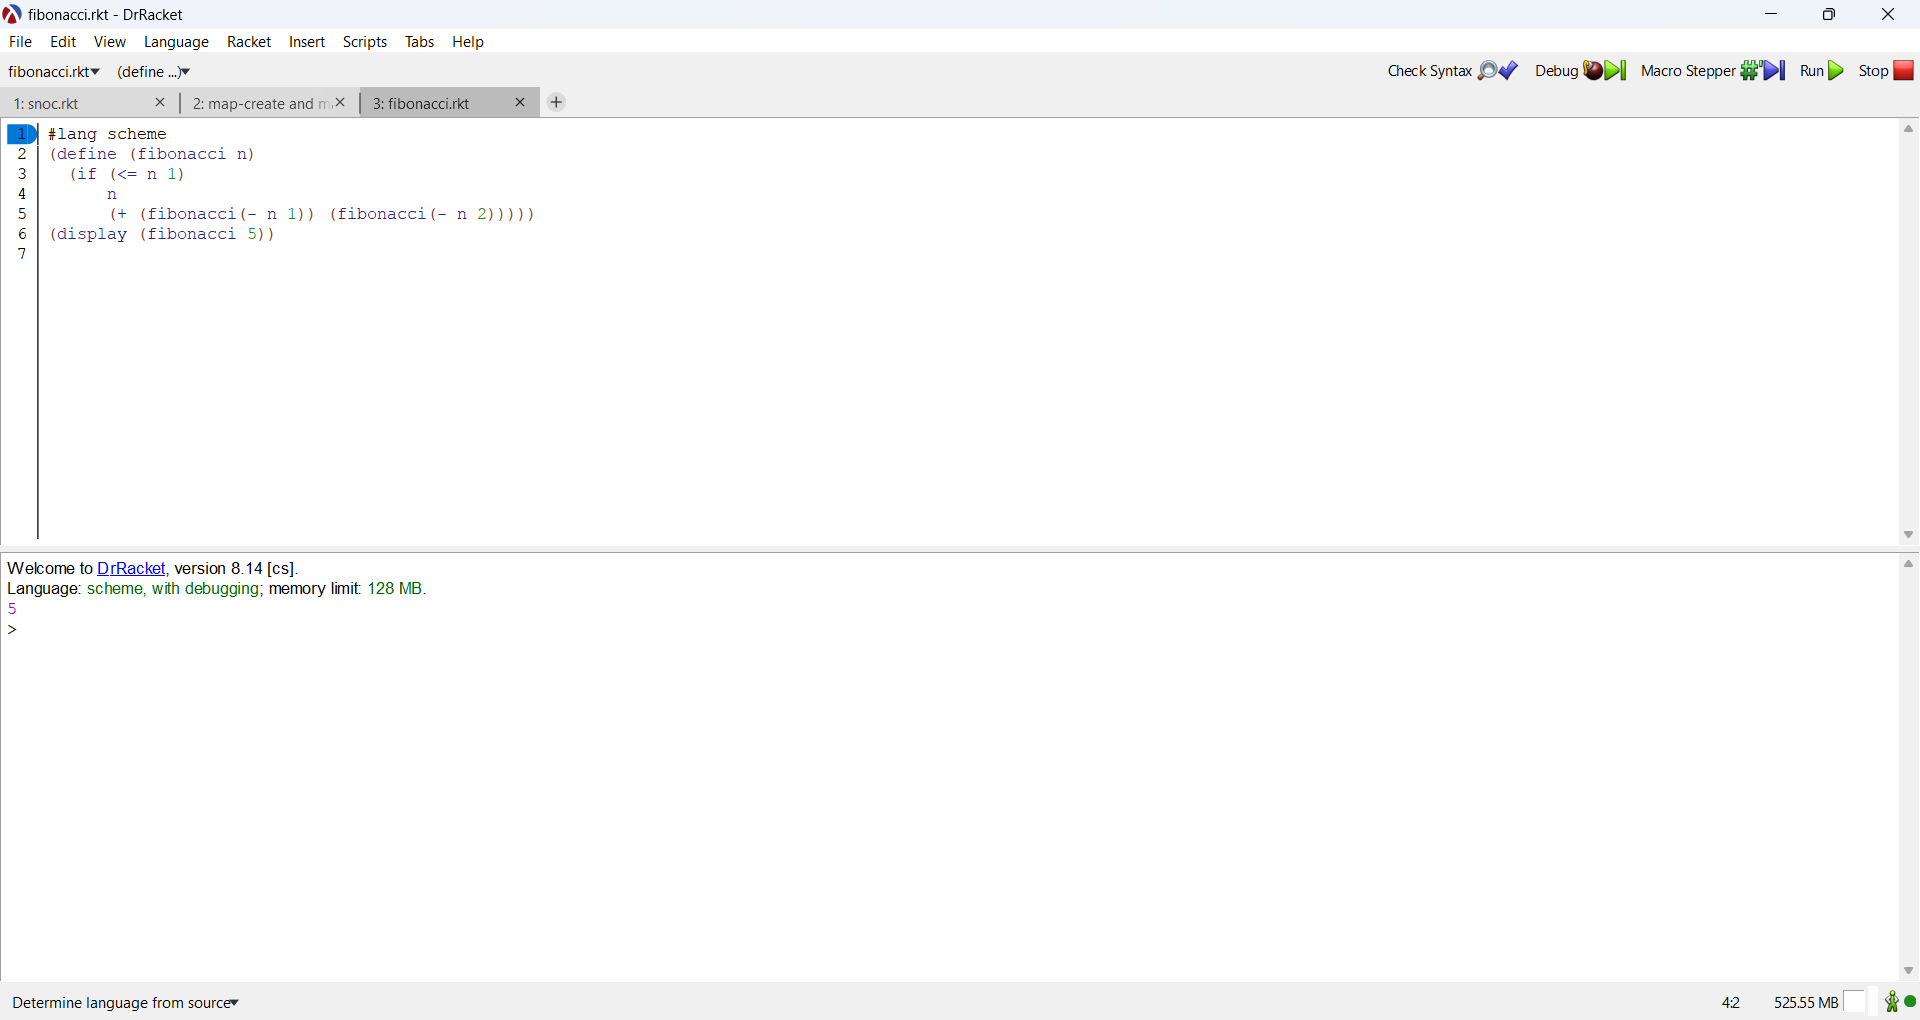 fibonacci.rkt - DrRacket
File Edit View Language Racket Insert Scripts Tabs Help
fibonacci.rkt (define ...) Check Syntax Debug Macro Stepper Run Stop
1: snoc.rkt 2: map-create and 3: fibonacci.rkt
1 #lang scheme
2 (define (fibonacci n)
3   (if (<= n 1)
4       n
5       (+ (fibonacci(- n 1)) (fibonacci(- n 2)))))
6 (display (fibonacci 5))
7
Welcome to DrRacket, version 8.14 [cs].
Language: scheme, with debugging; memory limit: 128 MB.
5
>
Determine language from source 4:2 525.55 MB